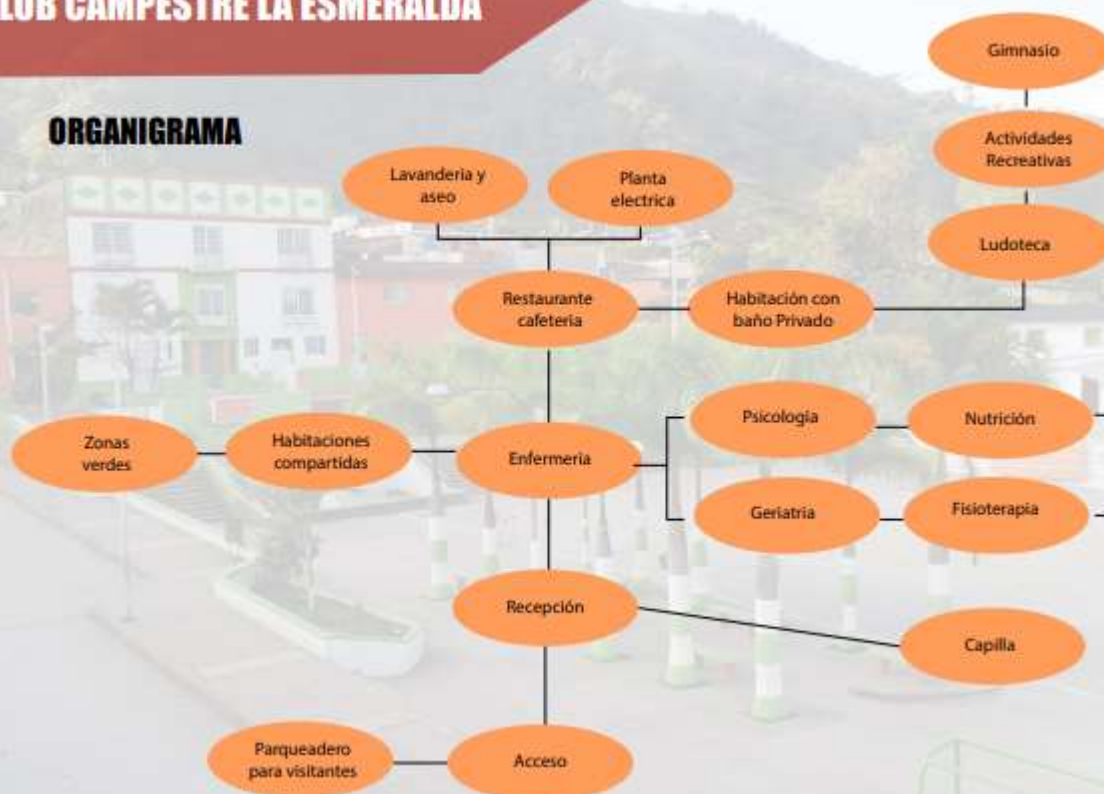 LUB CAMPESTRE LA ESMERALDA
ORGANIGRAMA
Gimnasio
Actividades
Recreativas
Lavanderia y
aseo
Planta
electrica
Ludoteca
Restaurante
cafeteria
Habitación con
baño Privado
Psicologia
Nutrición
Zonas
verdes
Habitaciones
compartidas
Enfermeria
Geriatria
Fisioterapia
Recepción
Capilla
Parqueadero
para visitantes
Acceso